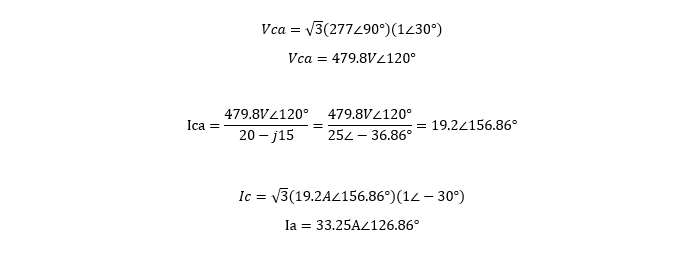 Vca = √3(277∠90°)(1∠30°)
Vca = 479.8V∠120°
Ica = 479.8V∠120° / 20 − j15 = 479.8V∠120° / 25∠ − 36.86° = 19.2∠156.86°
Ic = √3(19.2A∠156.86°)(1∠ − 30°)
Ia = 33.25A∠126.86°